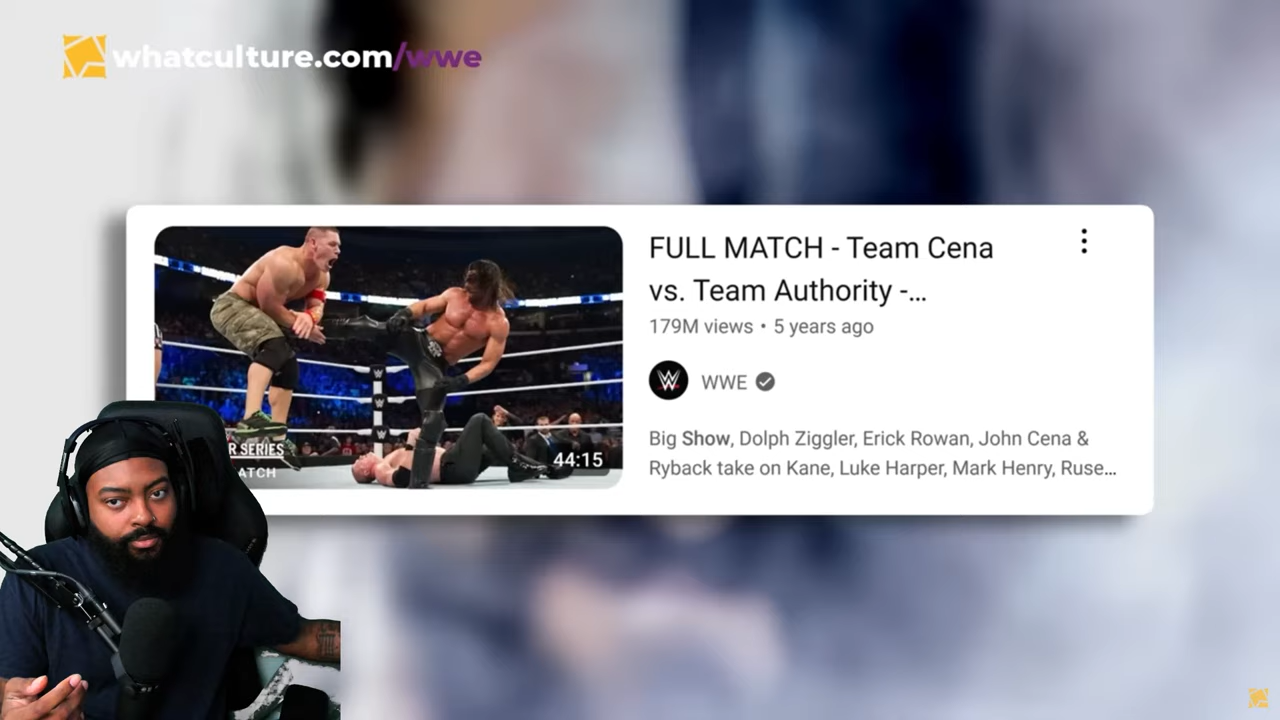 whatculture.com/wwe
FULL MATCH - Team Cena
vs. Team Authority -...
179M views • 5 years ago
WWE
Big Show, Dolph Ziggler, Erick Rowan, John Cena &
Ryback take on Kane, Luke Harper, Mark Henry, Ruse...
R SERIES
ATCH
44:15